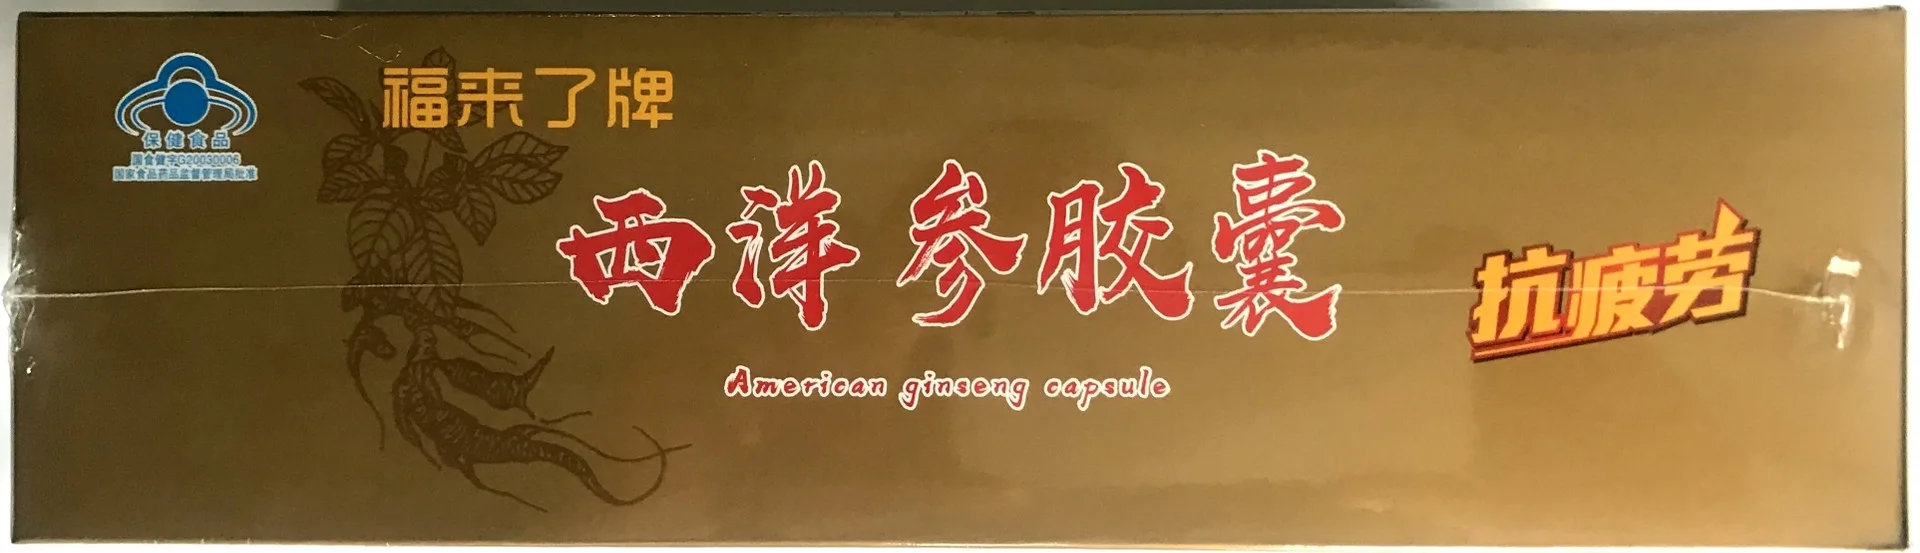 保健食品
国食健字G20030006
国家食品药品监督管理局批准
福来了牌
西洋参胶囊
American ginseng capsule
抗疲劳